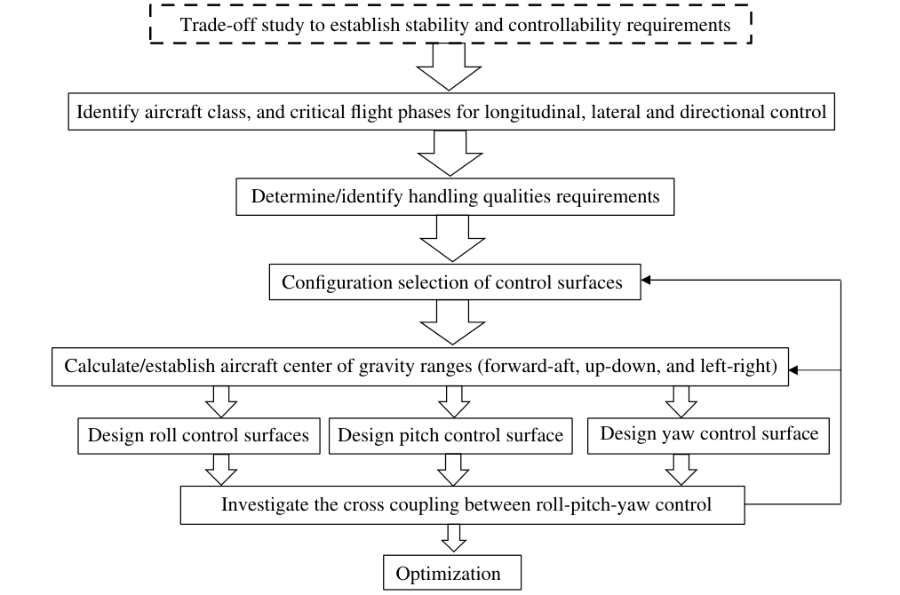 Trade-off study to establish stability and controllability requirements
Identify aircraft class, and critical flight phases for longitudinal, lateral and directional control
Determine/identify handling qualities requirements
Configuration selection of control surfaces
Calculate/establish aircraft center of gravity ranges (forward-aft, up-down, and left-right)
Design roll control surfaces
Design pitch control surface
Design yaw control surface
Investigate the cross coupling between roll-pitch-yaw control
Optimization